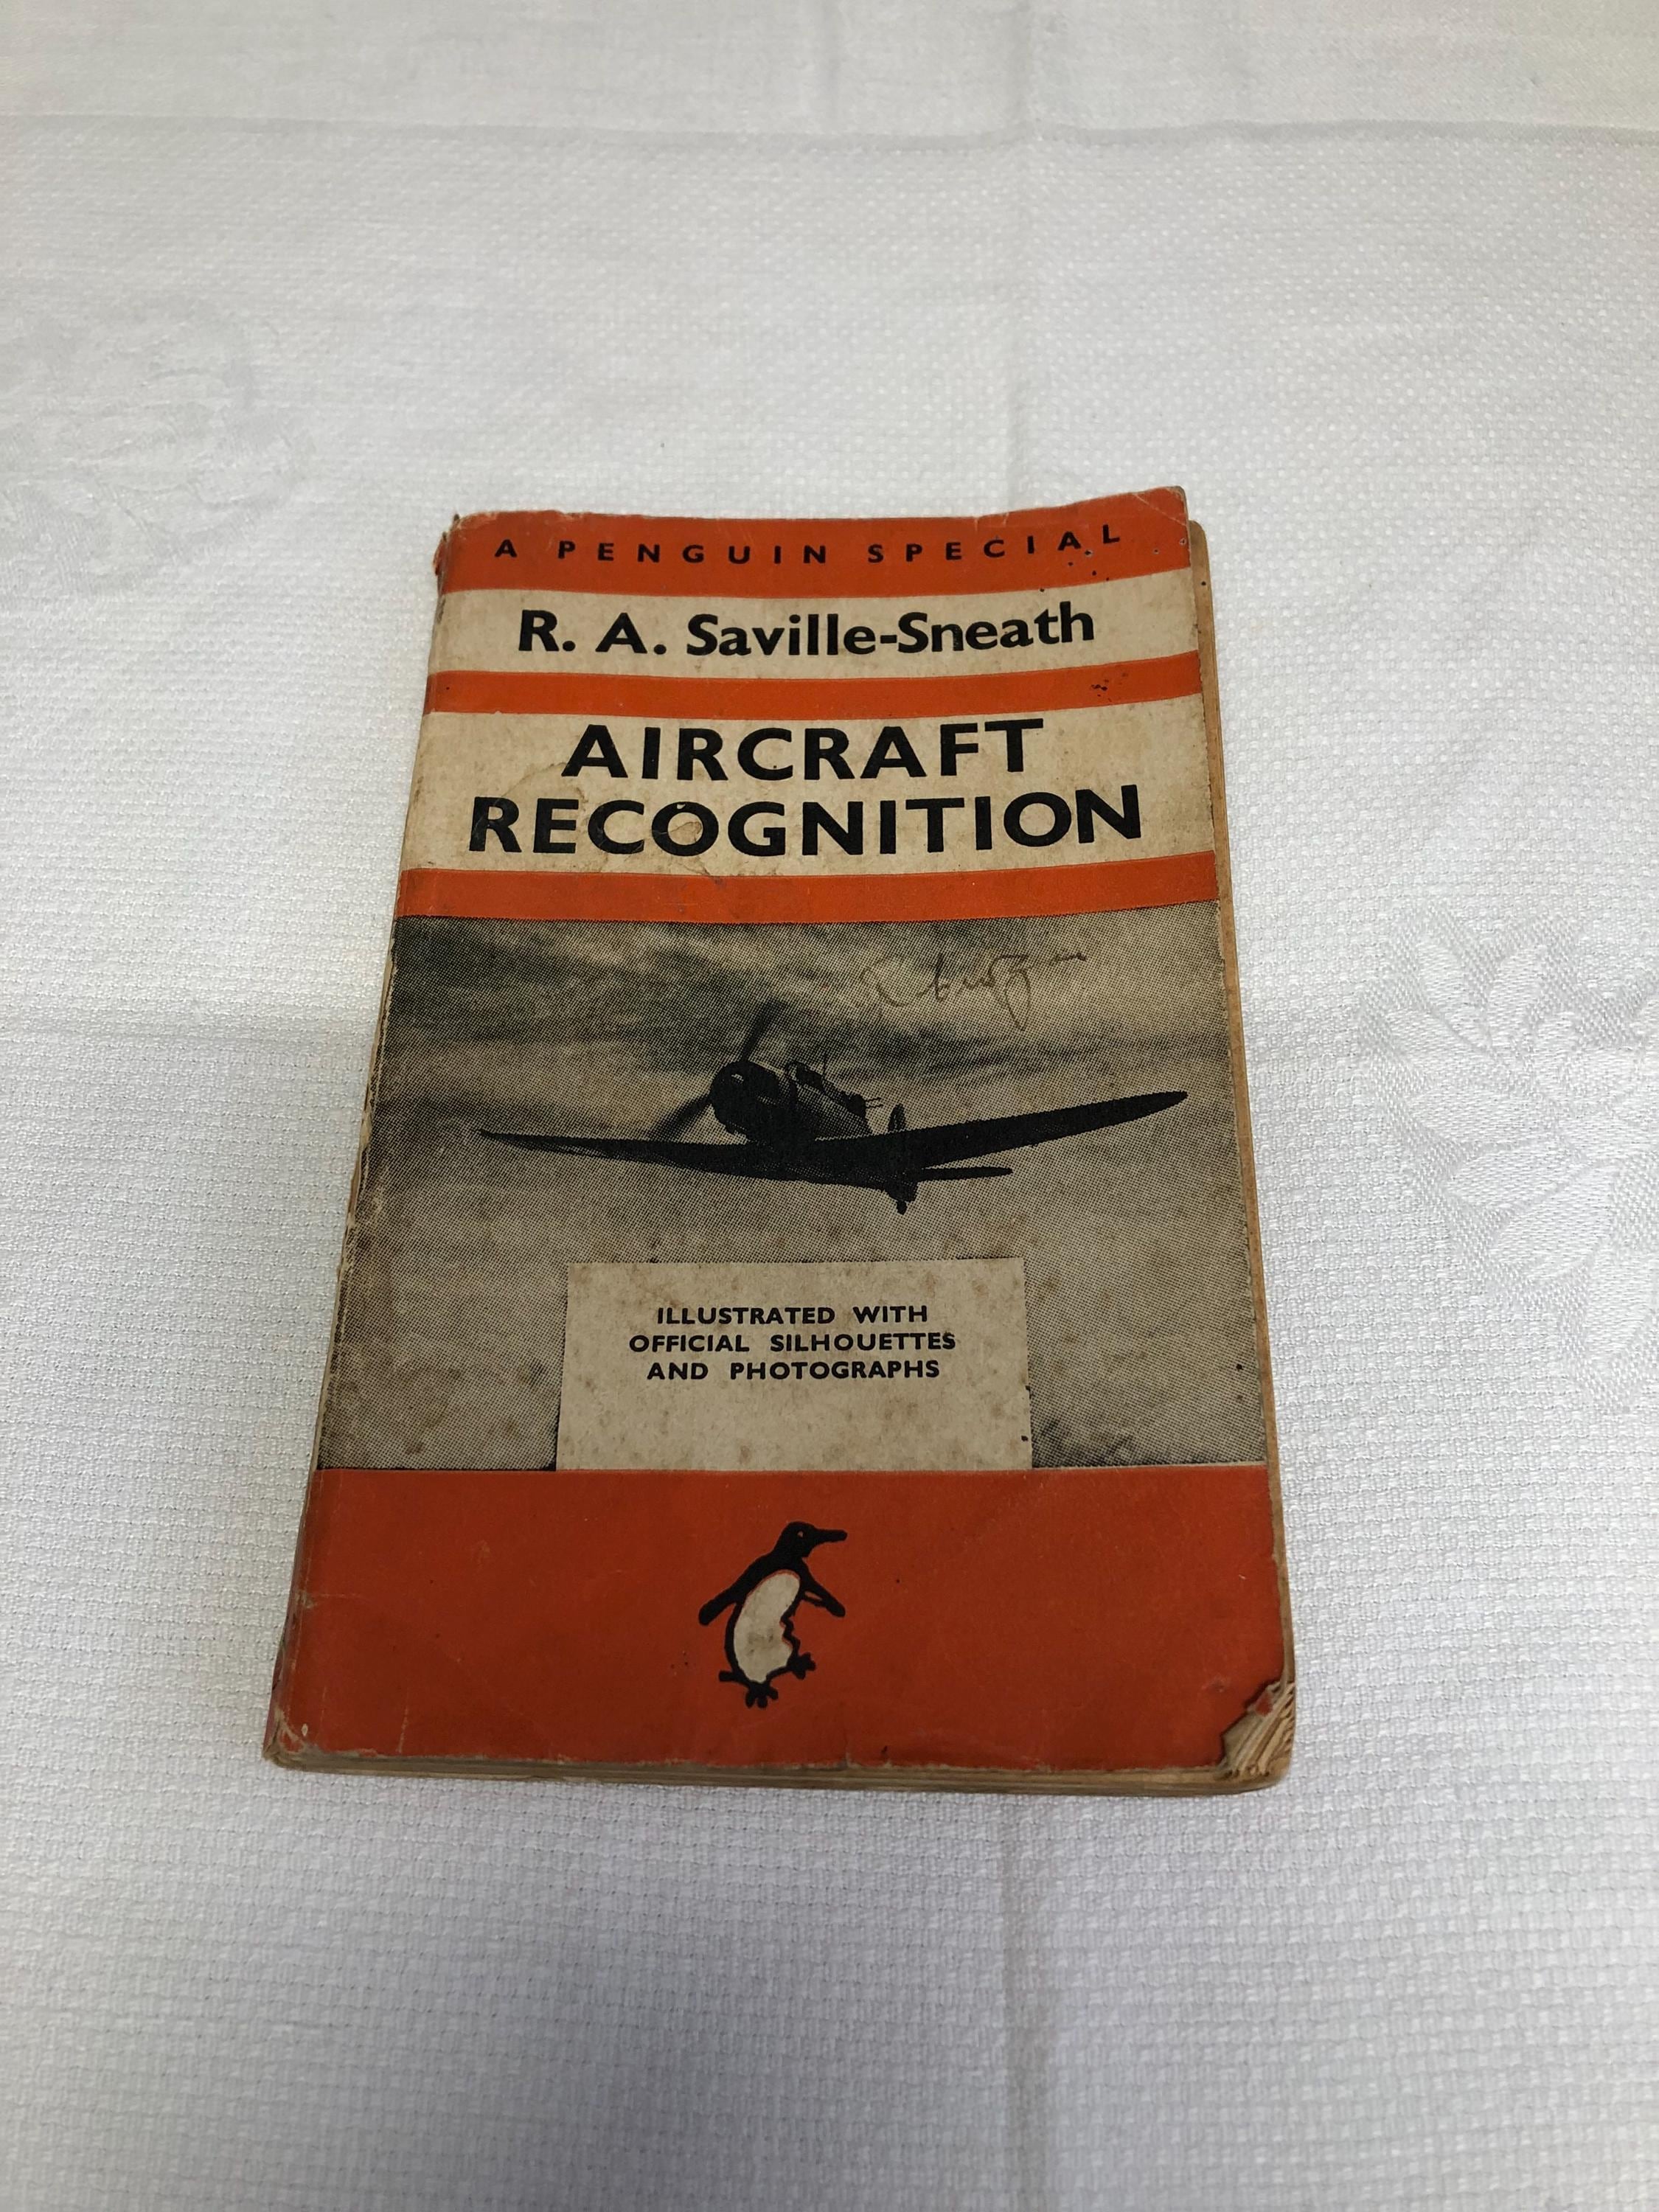 A PENGUIN SPECIAL
R. A. Saville-Sneath
AIRCRAFT
RECOGNITION
ILLUSTRATED WITH
OFFICIAL SILHOUETTES
AND PHOTOGRAPHS